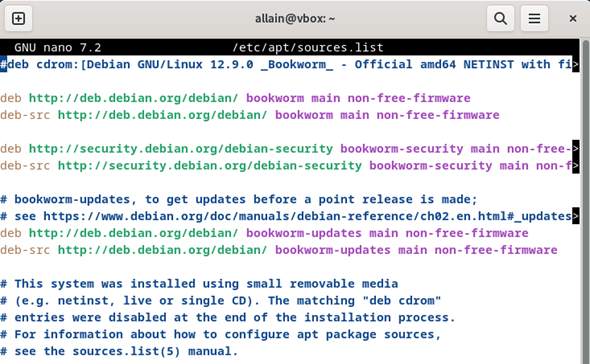 allain@vbox: ~
GNU nano 7.2 /etc/apt/sources.list
#deb cdrom:[Debian GNU/Linux 12.9.0 _Bookworm_ - Official amd64 NETINST with fi>
deb http://deb.debian.org/debian/ bookworm main non-free-firmware
deb-src http://deb.debian.org/debian/ bookworm main non-free-firmware
deb http://security.debian.org/debian-security bookworm-security main non-free->
deb-src http://security.debian.org/debian-security bookworm-security main non-f>
# bookworm-updates, to get updates before a point release is made;
# see https://www.debian.org/doc/manuals/debian-reference/ch02.en.html#_updates>
deb http://deb.debian.org/debian/ bookworm-updates main non-free-firmware
deb-src http://deb.debian.org/debian/ bookworm-updates main non-free-firmware
# This system was installed using small removable media
# (e.g. netinst, live or single CD). The matching "deb cdrom"
# entries were disabled at the end of the installation process.
# For information about how to configure apt package sources,
# see the sources.list(5) manual.